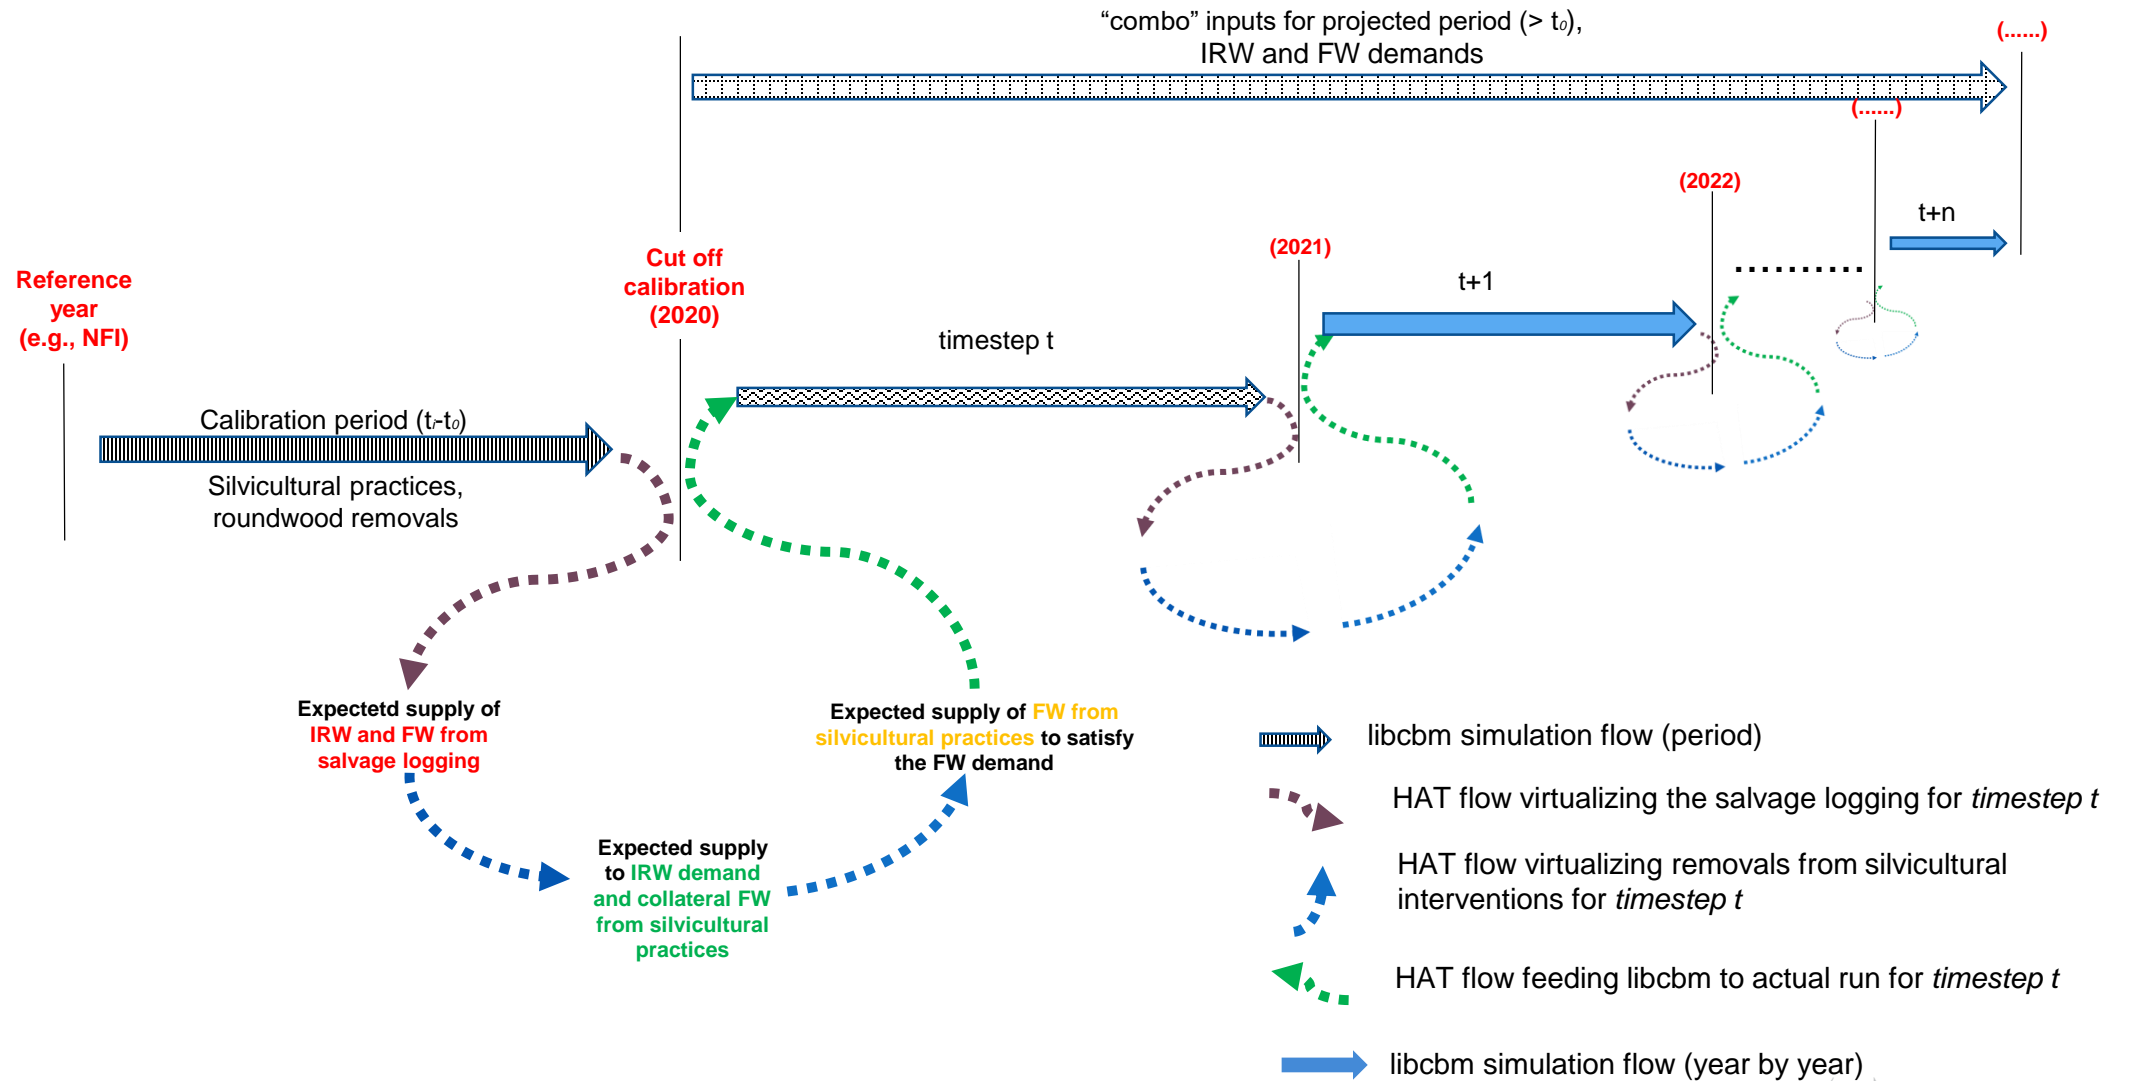 “combo” inputs for projected period (> t0),
IRW and FW demands
(......)
(......)
(2022)
t+n
(2021)
Cut off
calibration
(2020)
Reference
year
(e.g., NFI)
t+1
..........
timestep t
Calibration period (ti-t0)
Silvicultural practices,
roundwood removals
Expectetd supply of
IRW and FW from
salvage logging
Expected supply of FW from
silvicultural practices to satisfy
the FW demand
Expected supply
to IRW demand
and collateral FW
from silvicultural
practices
libcbm simulation flow (period)
HAT flow virtualizing the salvage logging for timestep t
HAT flow virtualizing removals from silvicultural
interventions for timestep t
HAT flow feeding libcbm to actual run for timestep t
libcbm simulation flow (year by year)